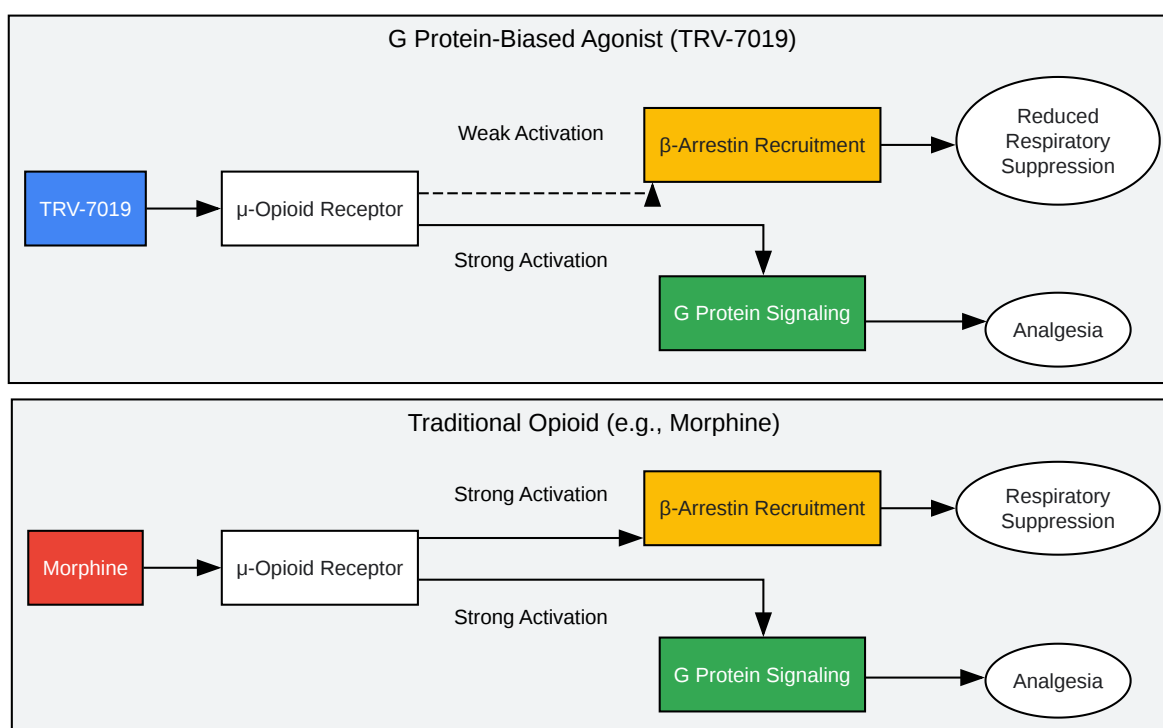 G Protein-Biased Agonist (TRV-7019)
Weak Activation
β-Arrestin Recruitment
Reduced
Respiratory
Suppression
TRV-7019
μ-Opioid Receptor
Strong Activation
G Protein Signaling
Analgesia
Traditional Opioid (e.g., Morphine)
Strong Activation
β-Arrestin Recruitment
Respiratory
Suppression
Morphine
μ-Opioid Receptor
Strong Activation
G Protein Signaling
Analgesia